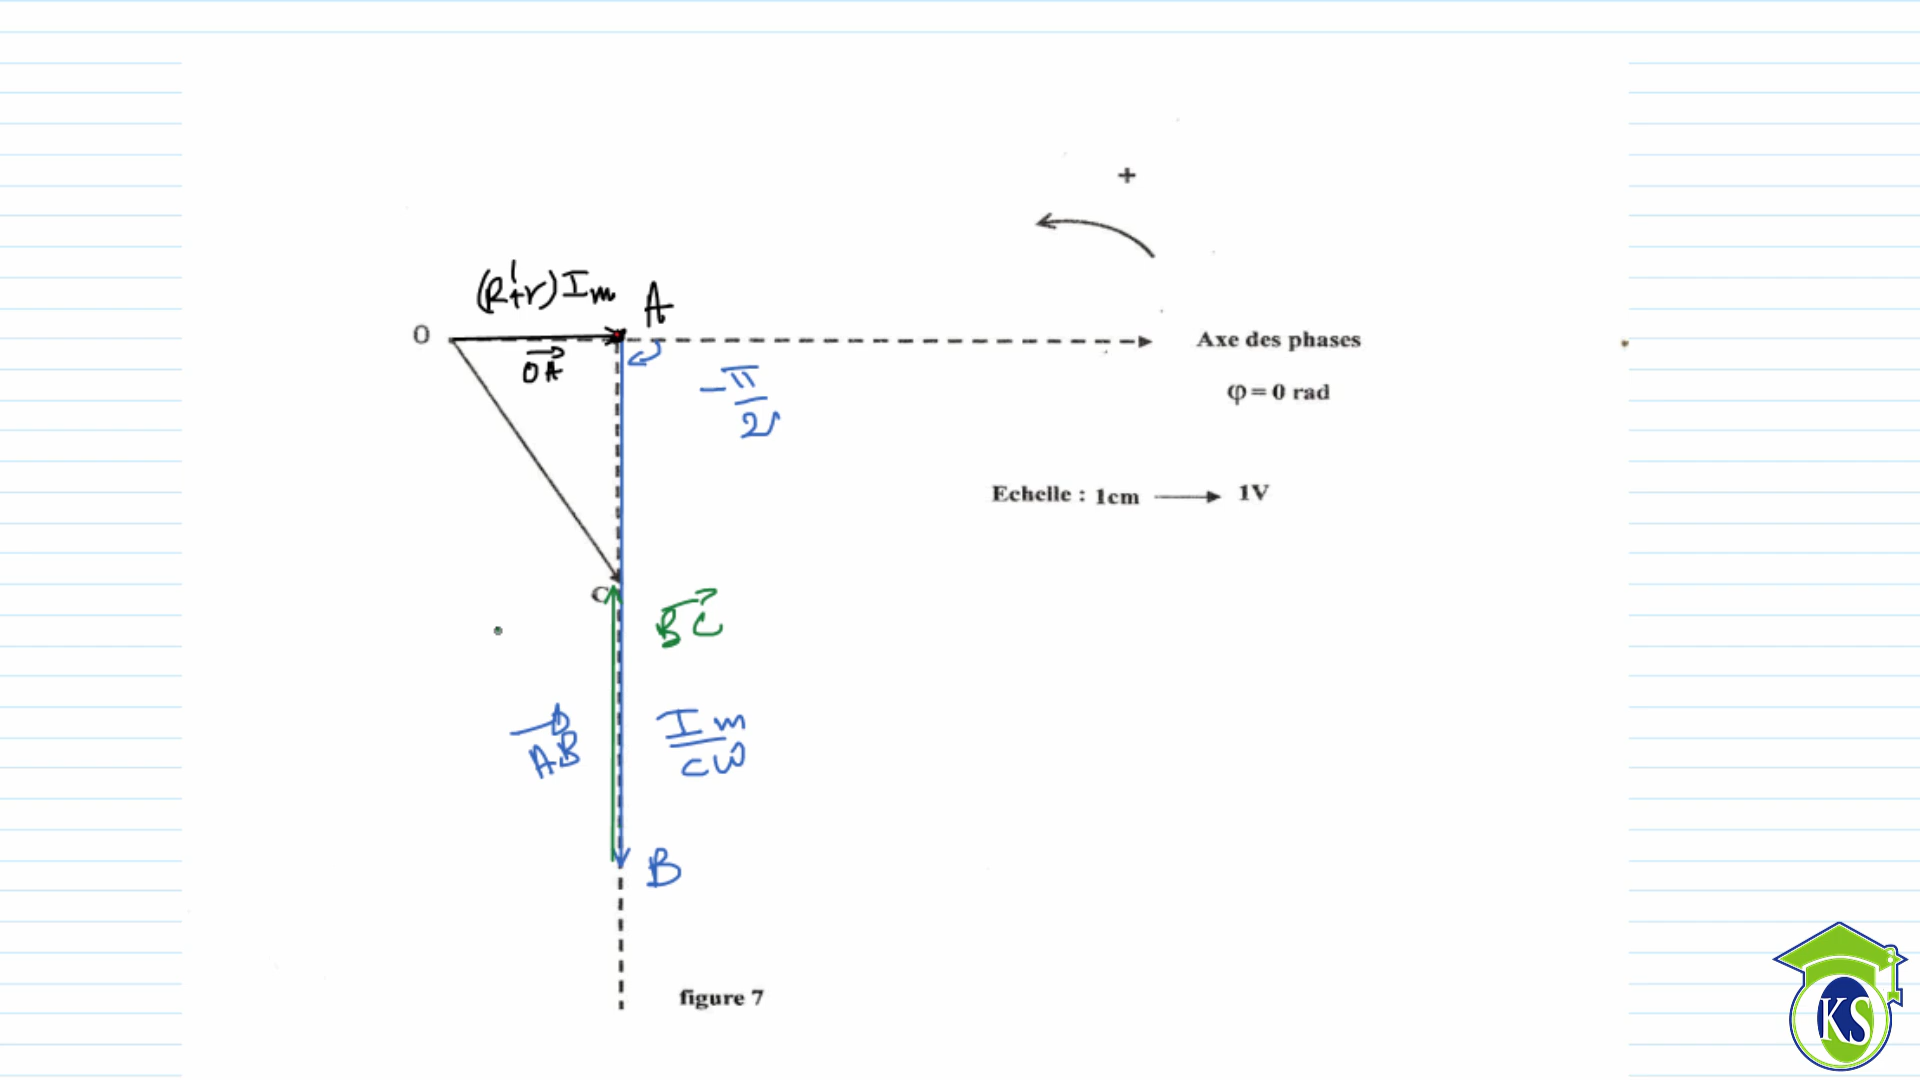 +
(R'+r)Im
A
O
OA
Axe des phases
-π/2
φ = 0 rad
Echelle : 1cm → 1V
C
BC
AB
Im/cω
B
figure 7
KS